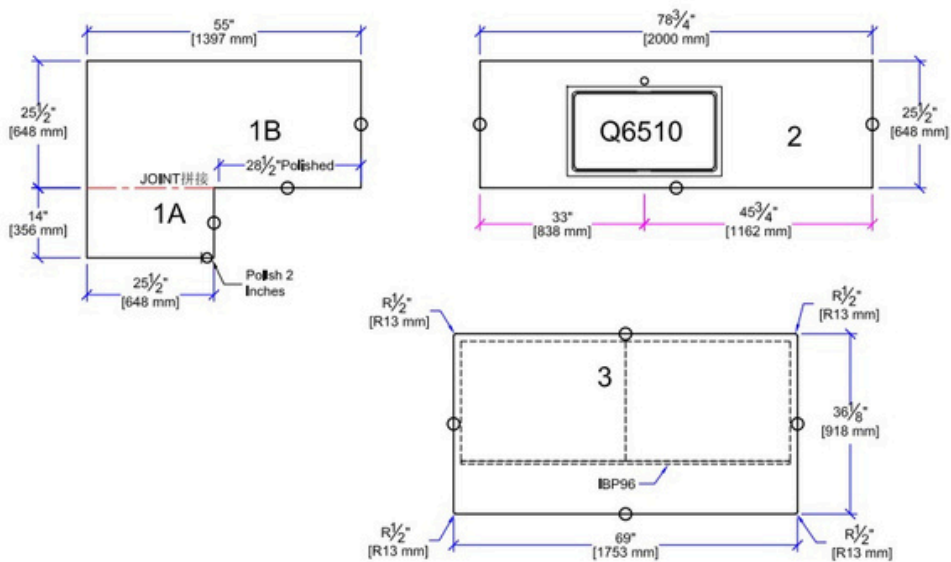 55"
[1397 mm]
25½"
[648 mm]
1B
28½"Polished
JOINT拼接
14"
[356 mm]
1A
25½"
[648 mm]
Polish 2
Inches
78¾"
[2000 mm]
Q6510
2
25½"
[648 mm]
33"
[838 mm]
45¾"
[1162 mm]
R½"
[R13 mm]
R½"
[R13 mm]
3
36⅛"
[918 mm]
IBP96
R½"
[R13 mm]
69"
[1753 mm]
R½"
[R13 mm]